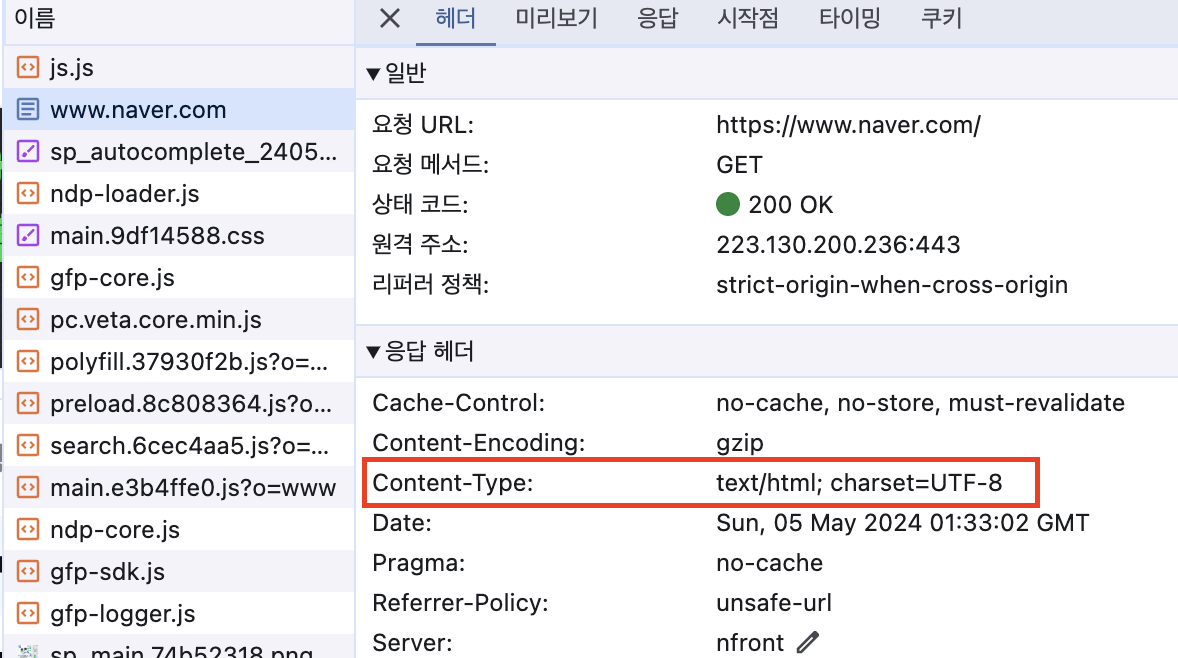 이름
js.js
www.naver.com
sp_autocomplete_2405...
ndp-loader.js
main.9df14588.css
gfp-core.js
pc.veta.core.min.js
polyfill.37930f2b.js?o=...
preload.8c808364.js?o...
search.6cec4aa5.js?o=...
main.e3b4ffe0.js?o=www
ndp-core.js
gfp-sdk.js
gfp-logger.js
sp_main.74b52318.png
헤더 미리보기 응답 시작점 타이밍 쿠키
▼일반
요청 URL: https://www.naver.com/
요청 메서드: GET
상태 코드: 200 OK
원격 주소: 223.130.200.236:443
리퍼러 정책: strict-origin-when-cross-origin
▼응답 헤더
Cache-Control: no-cache, no-store, must-revalidate
Content-Encoding: gzip
Content-Type: text/html; charset=UTF-8
Date: Sun, 05 May 2024 01:33:02 GMT
Pragma: no-cache
Referrer-Policy: unsafe-url
Server: nfront